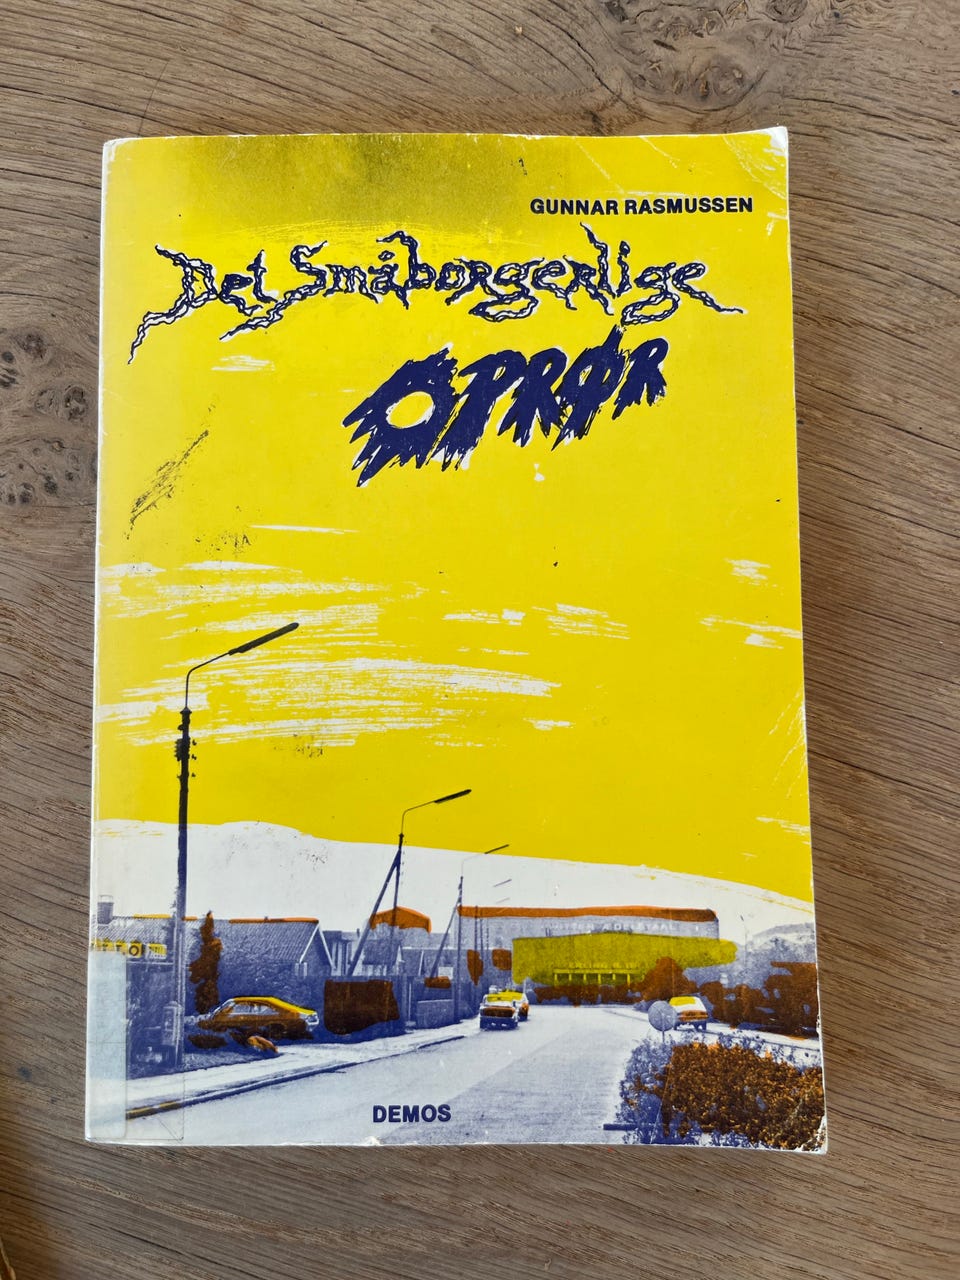 GUNNAR RASMUSSEN
Det Småborgerlige
OPRØR
DEMOS